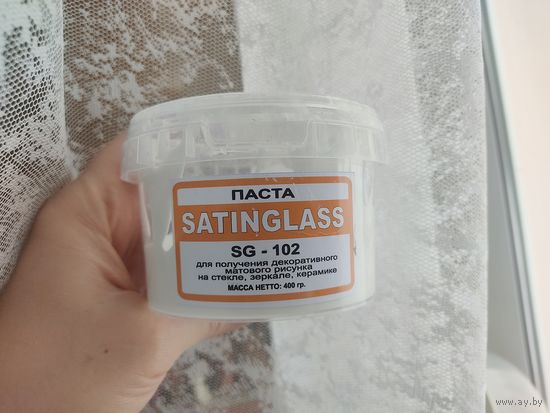 ПАСТА
SATINGLASS
SG - 102
для получения декоративного
матового рисунка
на стекле, зеркале, керамике
МАССА НЕТТО: 400 гр.
www.ay.by